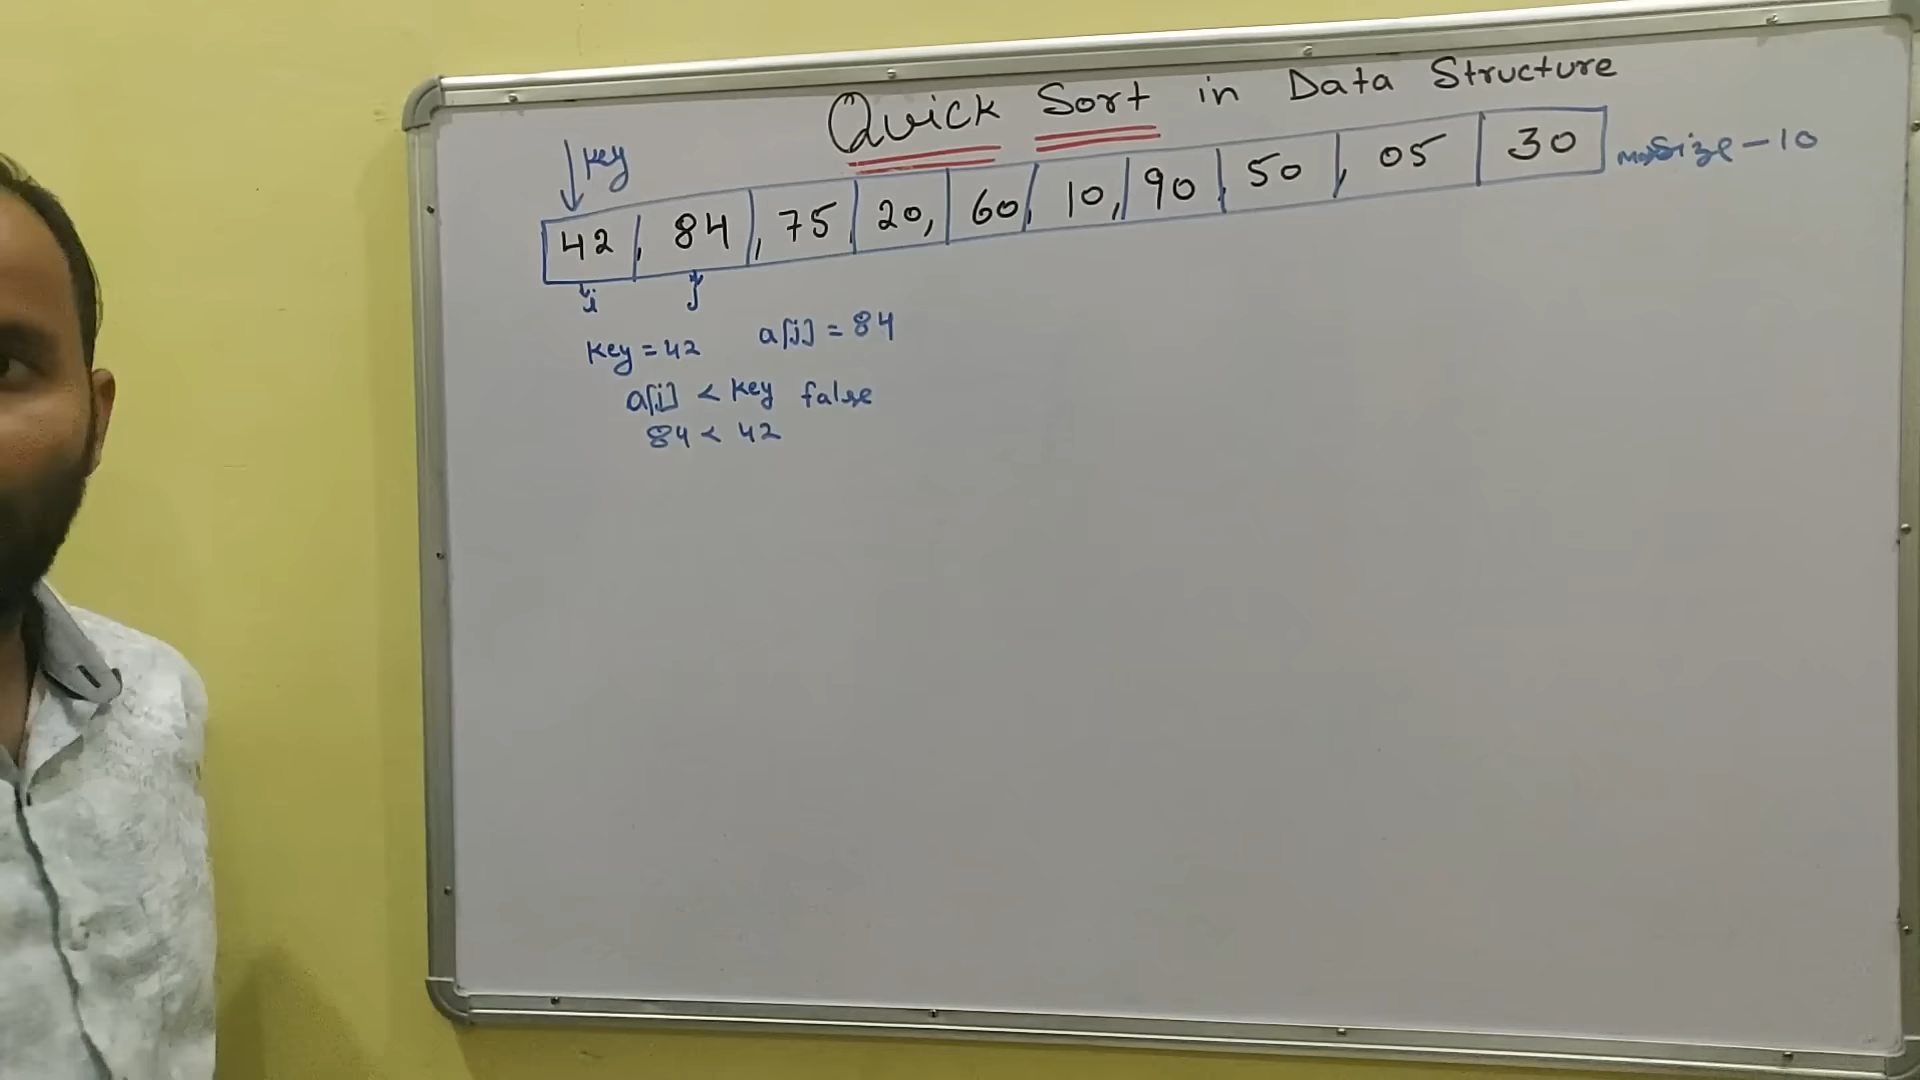 Quick Sort in Data Structure
key
42, 84, 75, 20, 60, 10, 90, 50, 05 30
size - 10
i j
key = 42 a[j] = 84
a[j] < key false
84 < 42